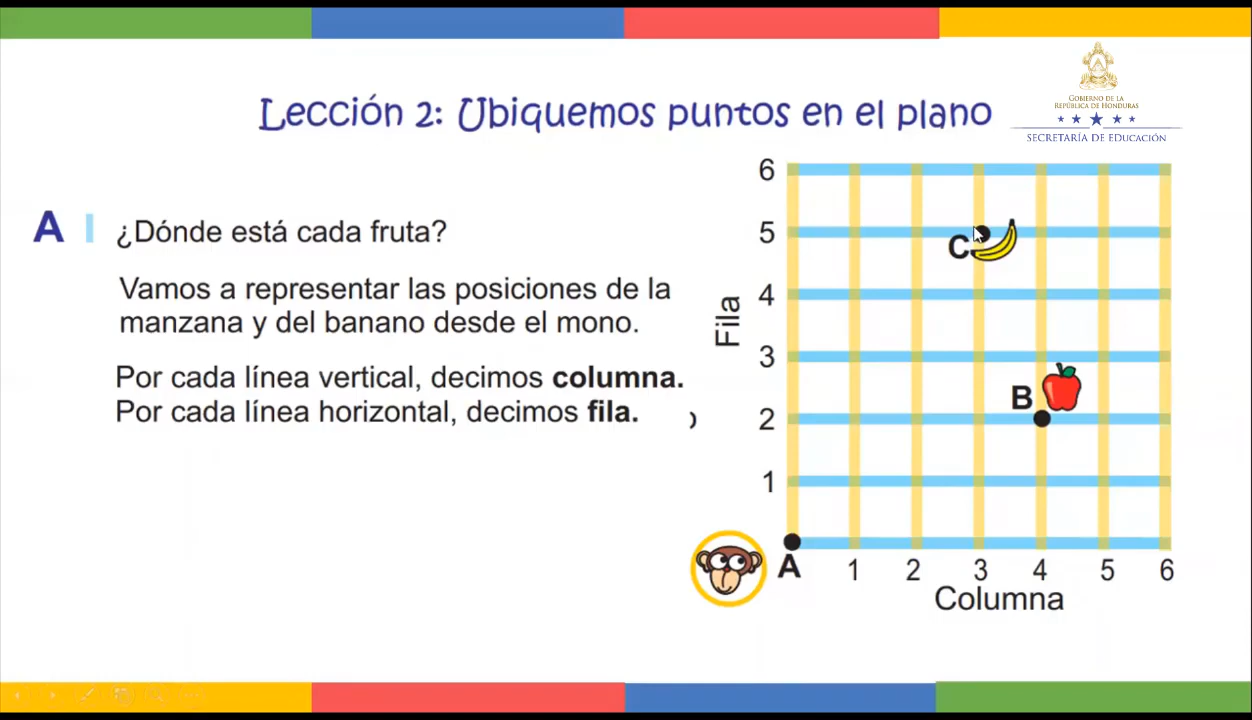 Lección 2: Ubiquemos puntos en el plano
GOBIERNO DE LA
REPÚBLICA DE HONDURAS
SECRETARÍA DE EDUCACIÓN
A 1 ¿Dónde está cada fruta?
Vamos a representar las posiciones de la
manzana y del banano desde el mono.
Por cada línea vertical, decimos columna.
Por cada línea horizontal, decimos fila.
6
5
C
4
Fila
3
B
2
1
A 1 2 3 4 5 6
Columna